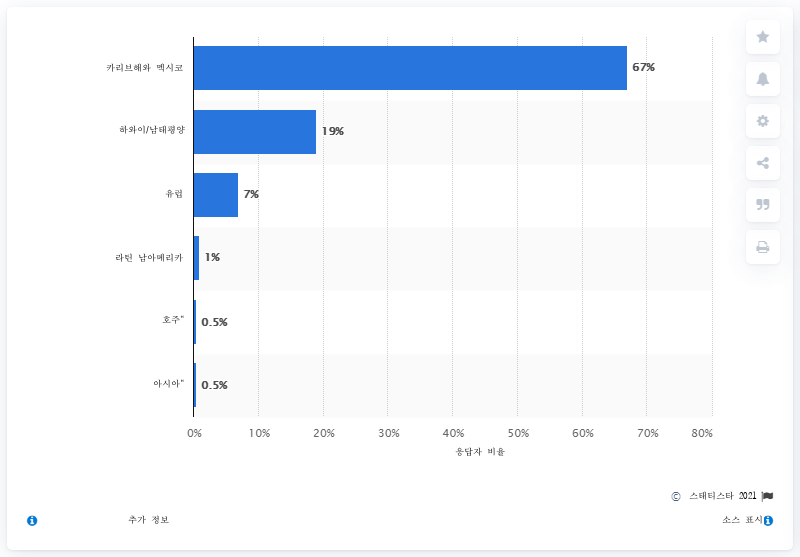 카리브해와 멕시코
67%
하와이/남태평양
19%
유럽
7%
라틴 남아메리카
1%
호주*
0.5%
아시아*
0.5%
0% 10% 20% 30% 40% 50% 60% 70% 80%
응답자 비율
© 스태티스타 2021
추가 정보
소스 표시